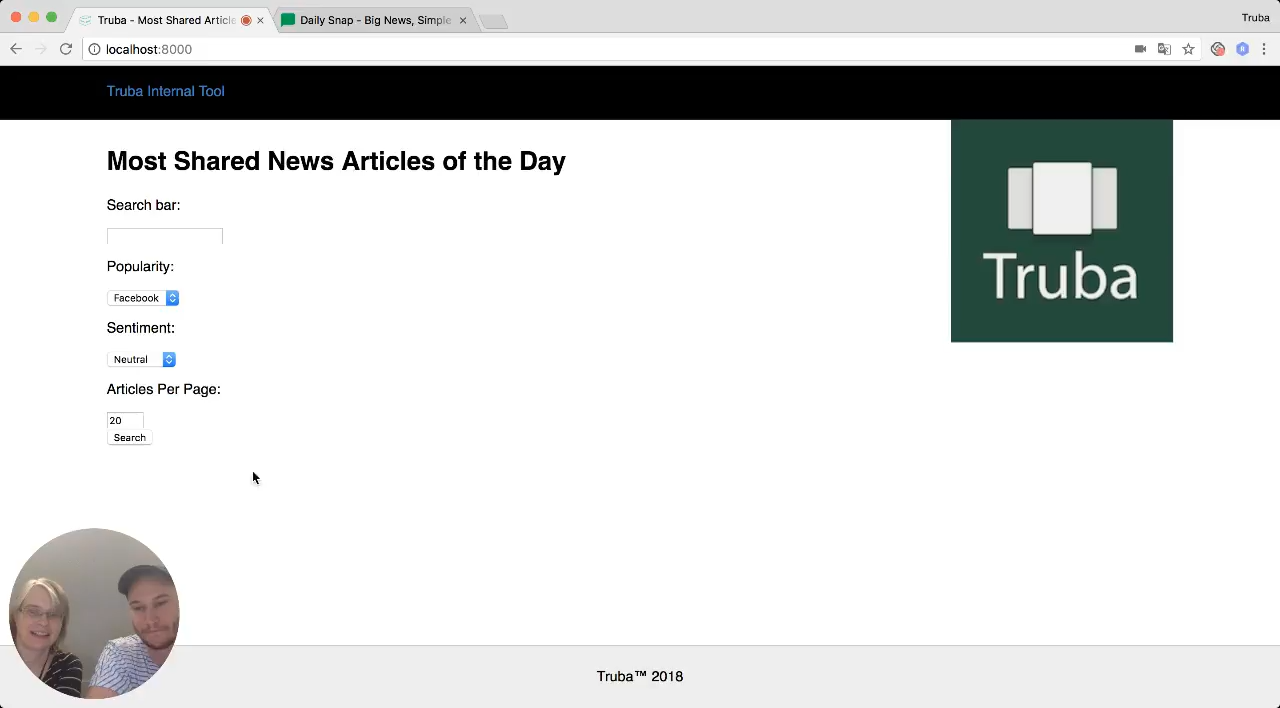 Truba - Most Shared Article
Daily Snap - Big News, Simple
Truba
localhost:8000
Truba Internal Tool
Most Shared News Articles of the Day
Truba
Search bar:
Popularity:
Facebook
Sentiment:
Neutral
Articles Per Page:
20
Search
Truba™ 2018